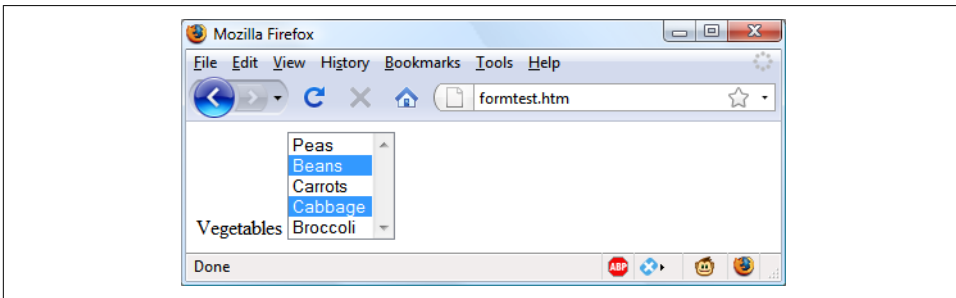 Mozilla Firefox
File Edit View History Bookmarks Tools Help
formtest.htm
Peas
Beans
Carrots
Cabbage
Vegetables Broccoli
Done
ABP